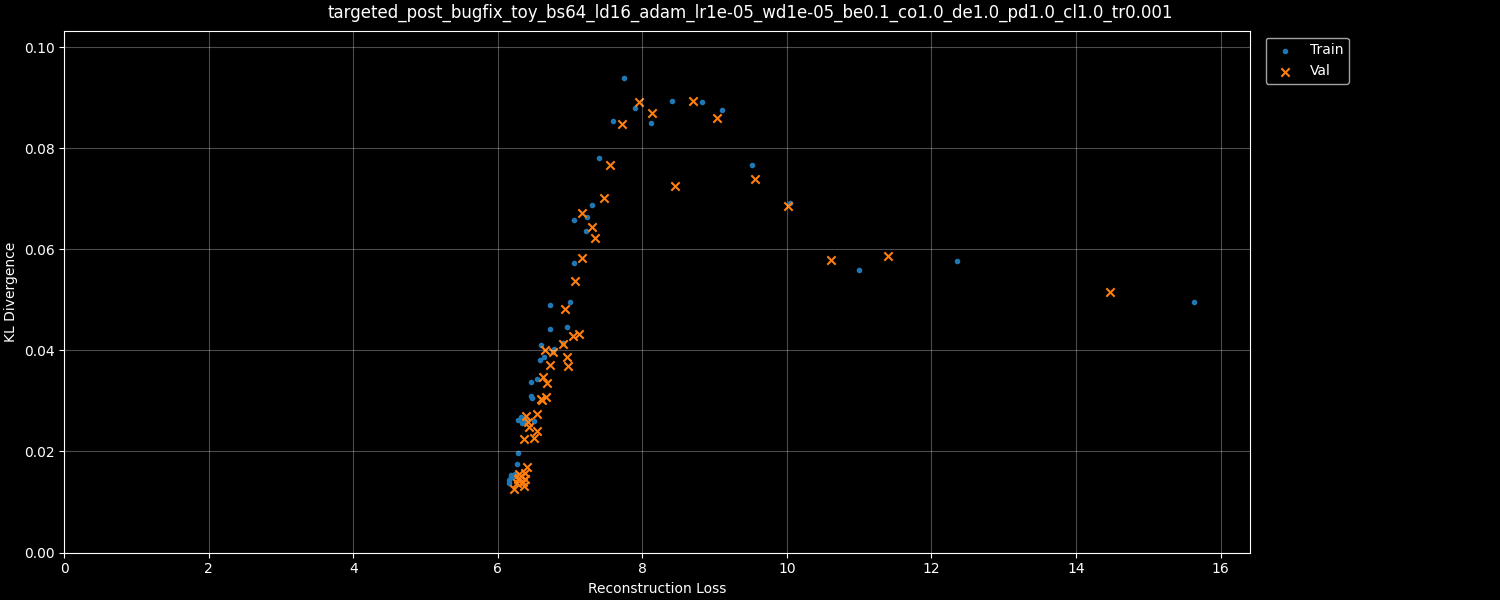 targeted_post_bugfix_toy_bs64_ld16_adam_lr1e-05_wd1e-05_be0.1_co1.0_de1.0_pd1.0_cl1.0_tr0.001
Train
Val
0.10
0.08
0.06
0.04
0.02
0.00
KL Divergence
0 2 4 6 8 10 12 14 16
Reconstruction Loss